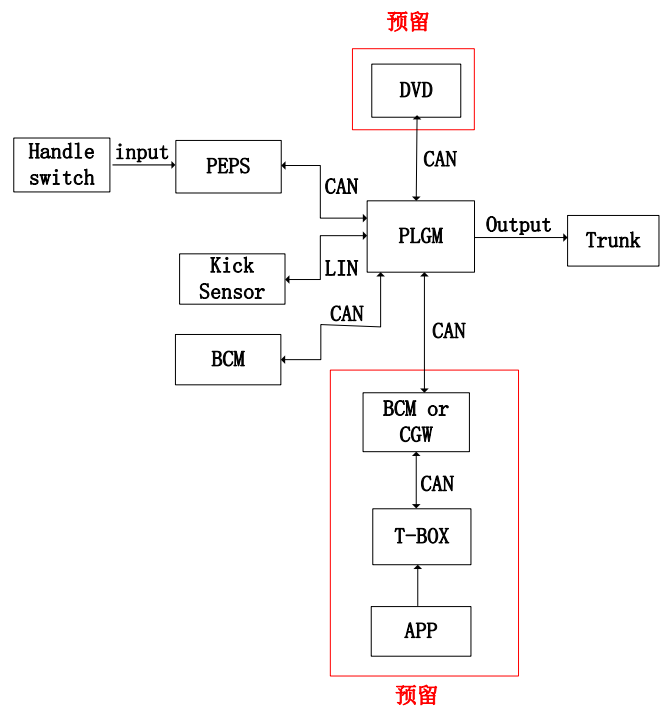 预留
DVD
Handle
switch
input
PEPS
CAN
CAN
PLGM
Output
Trunk
Kick
Sensor
LIN
CAN
BCM
CAN
BCM or
CGW
CAN
T-BOX
APP
预留